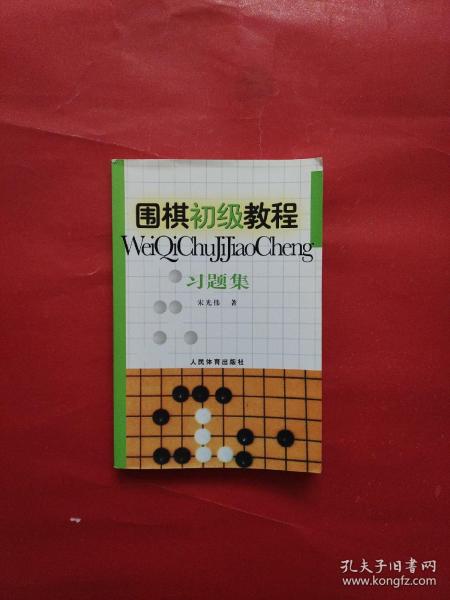 围棋初级教程
WeiQiChuJiJiaoCheng
习题集
宋光伟 著
人民体育出版社
孔夫子旧书网
www.kongfz.com